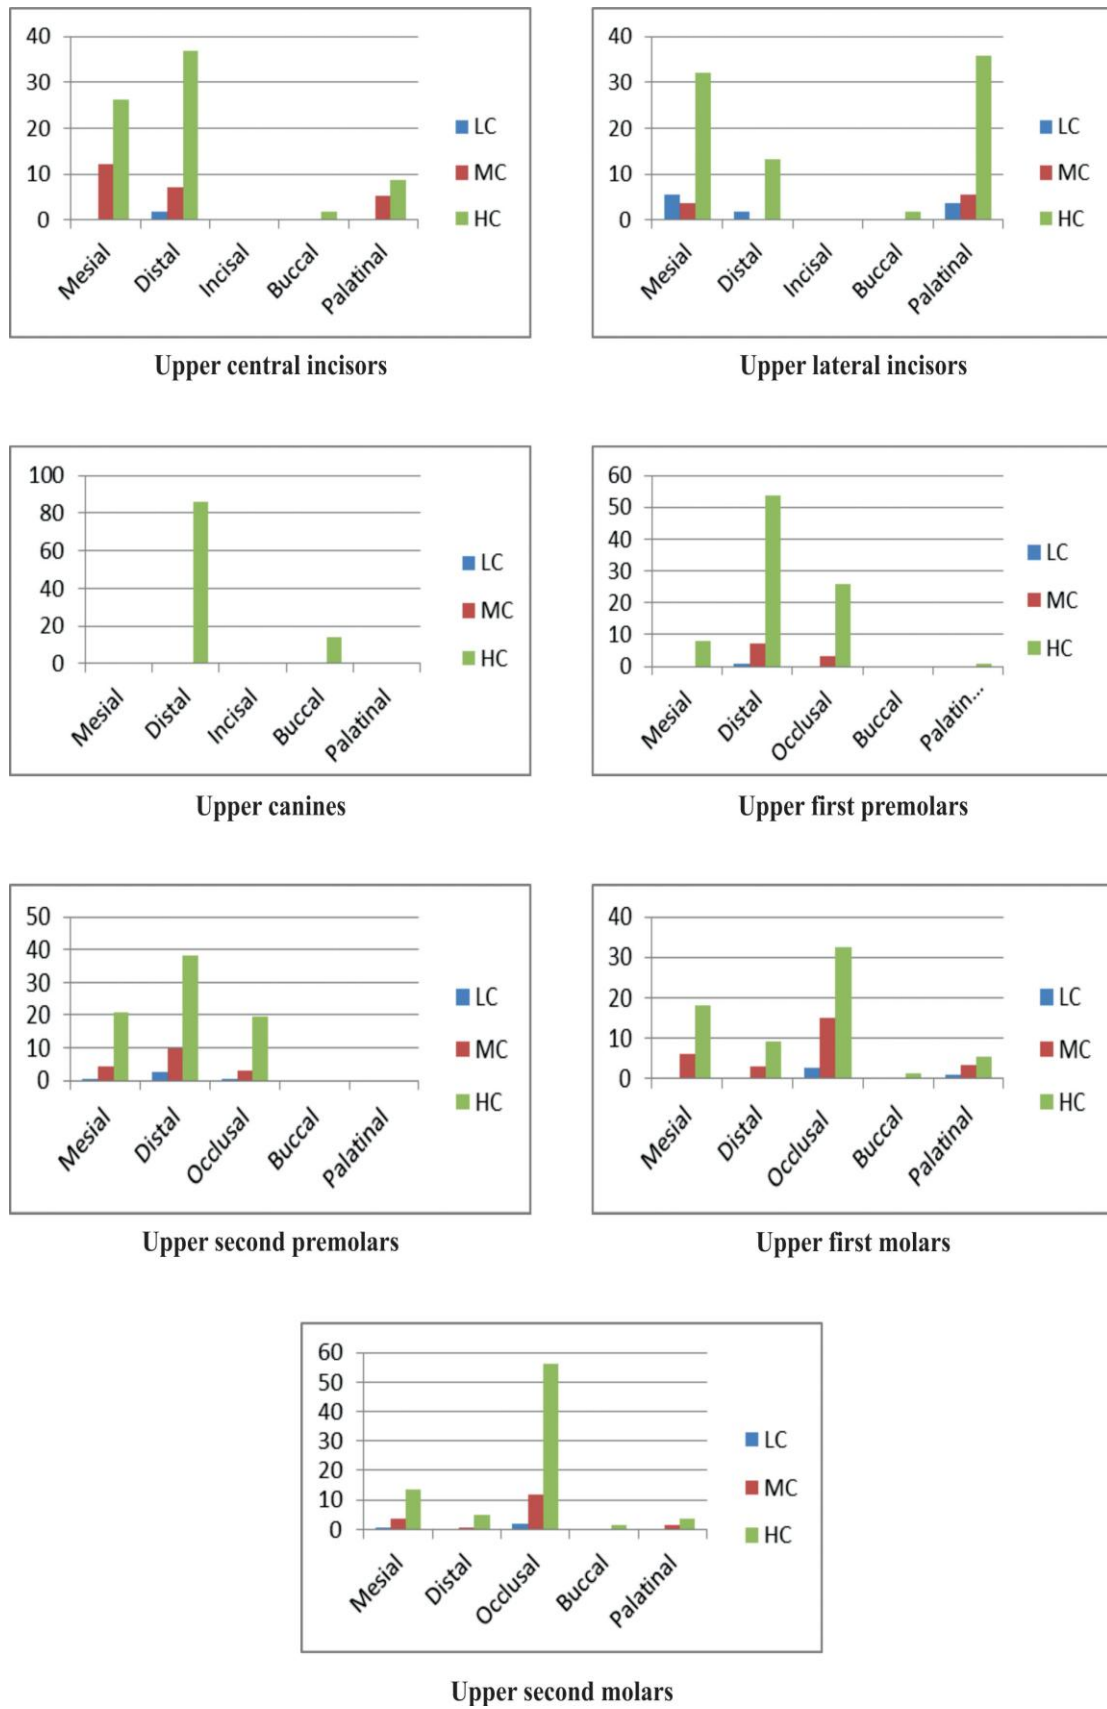 40
30
20
10
0
Mesial
Distal
Incisal
Buccal
Palatinal
LC
MC
HC
Upper central incisors
40
30
20
10
0
Mesial
Distal
Incisal
Buccal
Palatinal
LC
MC
HC
Upper lateral incisors
100
80
60
40
20
0
Mesial
Distal
Incisal
Buccal
Palatinal
LC
MC
HC
Upper canines
60
50
40
30
20
10
0
Mesial
Distal
Occlusal
Buccal
Palatin...
LC
MC
HC
Upper first premolars
50
40
30
20
10
0
Mesial
Distal
Occlusal
Buccal
Palatinal
LC
MC
HC
Upper second premolars
40
30
20
10
0
Mesial
Distal
Occlusal
Buccal
Palatinal
LC
MC
HC
Upper first molars
60
50
40
30
20
10
0
Mesial
Distal
Occlusal
Buccal
Palatinal
LC
MC
HC
Upper second molars